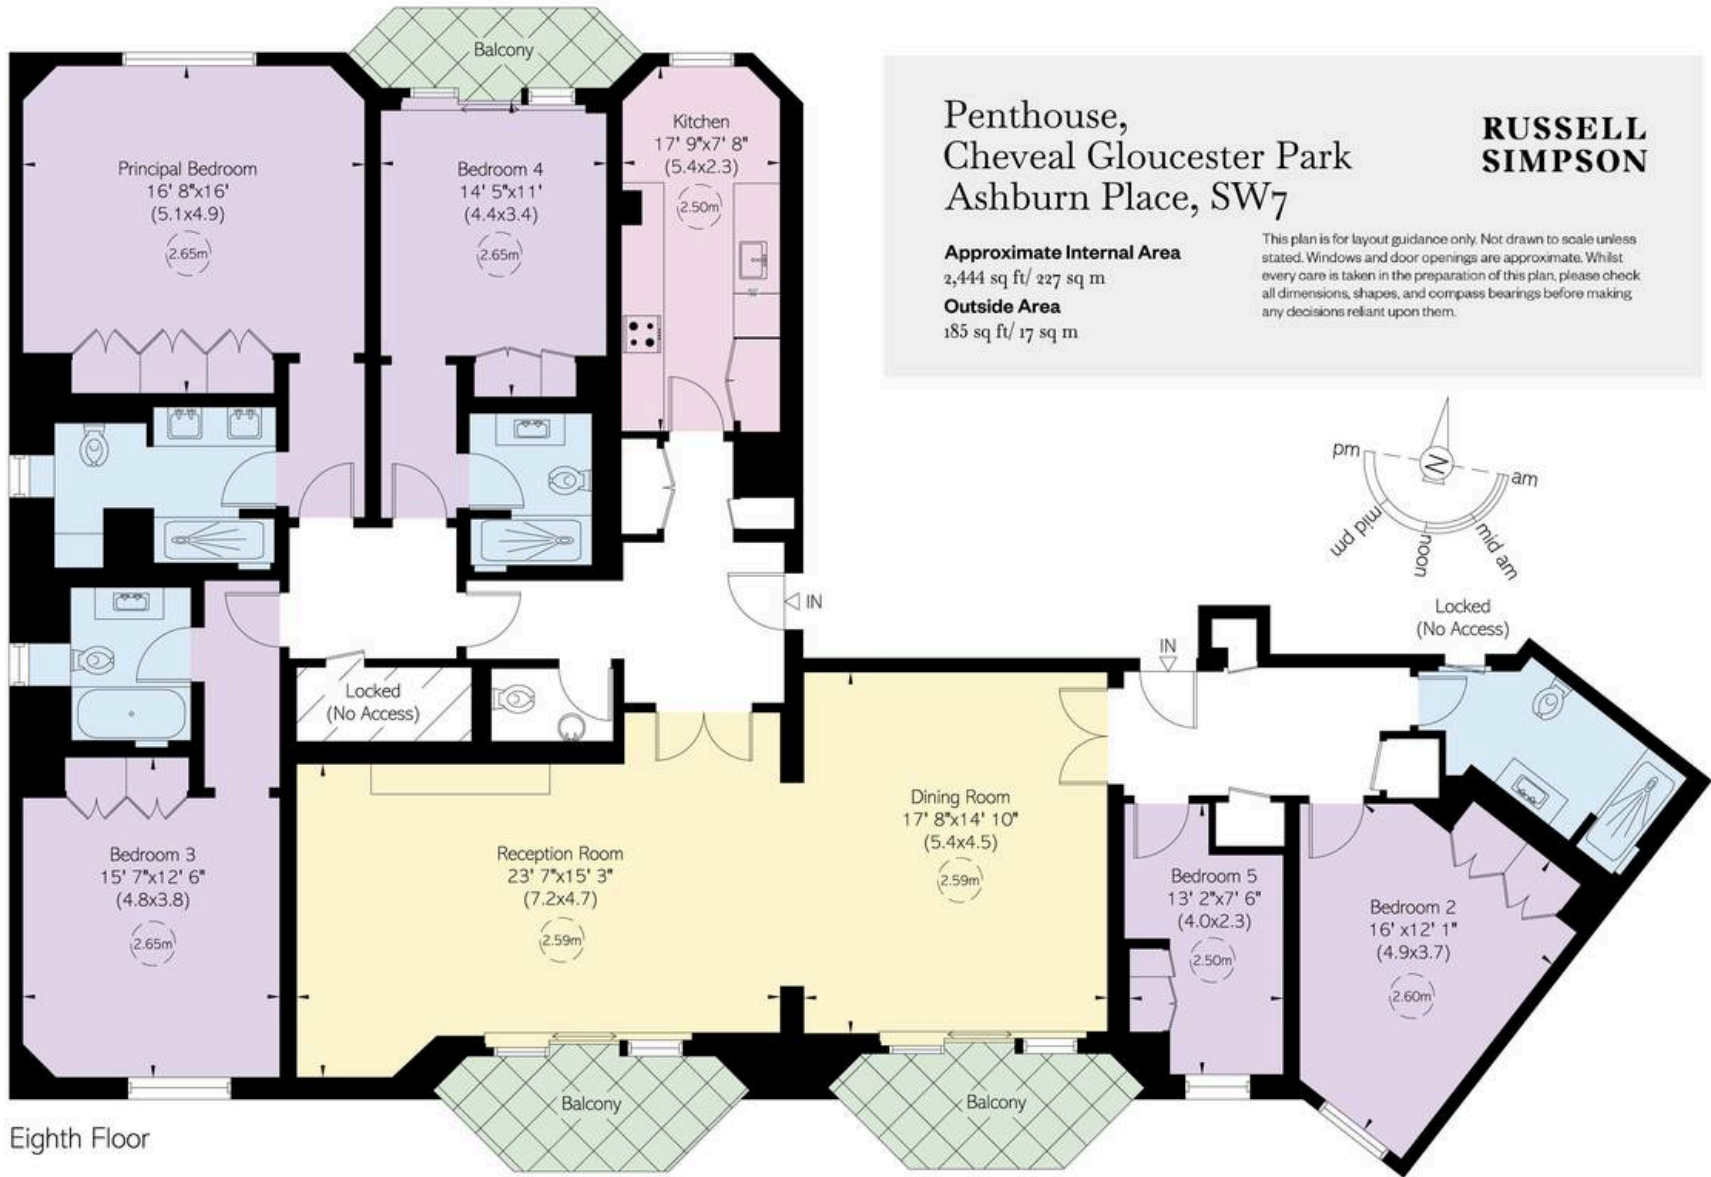 Balcony
Principal Bedroom
16' 8"x16'
(5.1x4.9)
2.65m
Bedroom 4
14' 5"x11'
(4.4x3.4)
2.65m
Kitchen
17' 9"x7' 8"
(5.4x2.3)
2.50m
Penthouse,
Cheveal Gloucester Park
Ashburn Place, SW7
RUSSELL
SIMPSON
Approximate Internal Area
2,444 sq ft/ 227 sq m
Outside Area
185 sq ft/ 17 sq m
This plan is for layout guidance only. Not drawn to scale unless
stated. Windows and door openings are approximate. Whilst
every care is taken in the preparation of this plan, please check
all dimensions, shapes, and compass bearings before making
any decisions reliant upon them.
pm
N
am
mid pm
noon
mid am
IN
IN
Locked
(No Access)
Locked
(No Access)
Bedroom 3
15' 7"x12' 6"
(4.8x3.8)
2.65m
Reception Room
23' 7"x15' 3"
(7.2x4.7)
2.59m
Dining Room
17' 8"x14' 10"
(5.4x4.5)
2.59m
Bedroom 5
13' 2"x7' 6"
(4.0x2.3)
2.50m
Bedroom 2
16' x12' 1"
(4.9x3.7)
2.60m
Balcony
Balcony
Eighth Floor